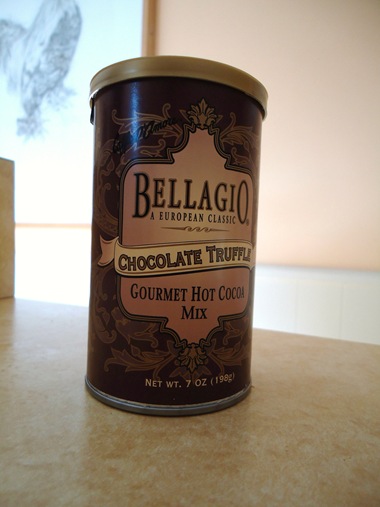 BELLAGIO®
A EUROPEAN CLASSIC
CHOCOLATE TRUFFLE
GOURMET HOT COCOA
MIX
NET WT. 7 OZ (198g)